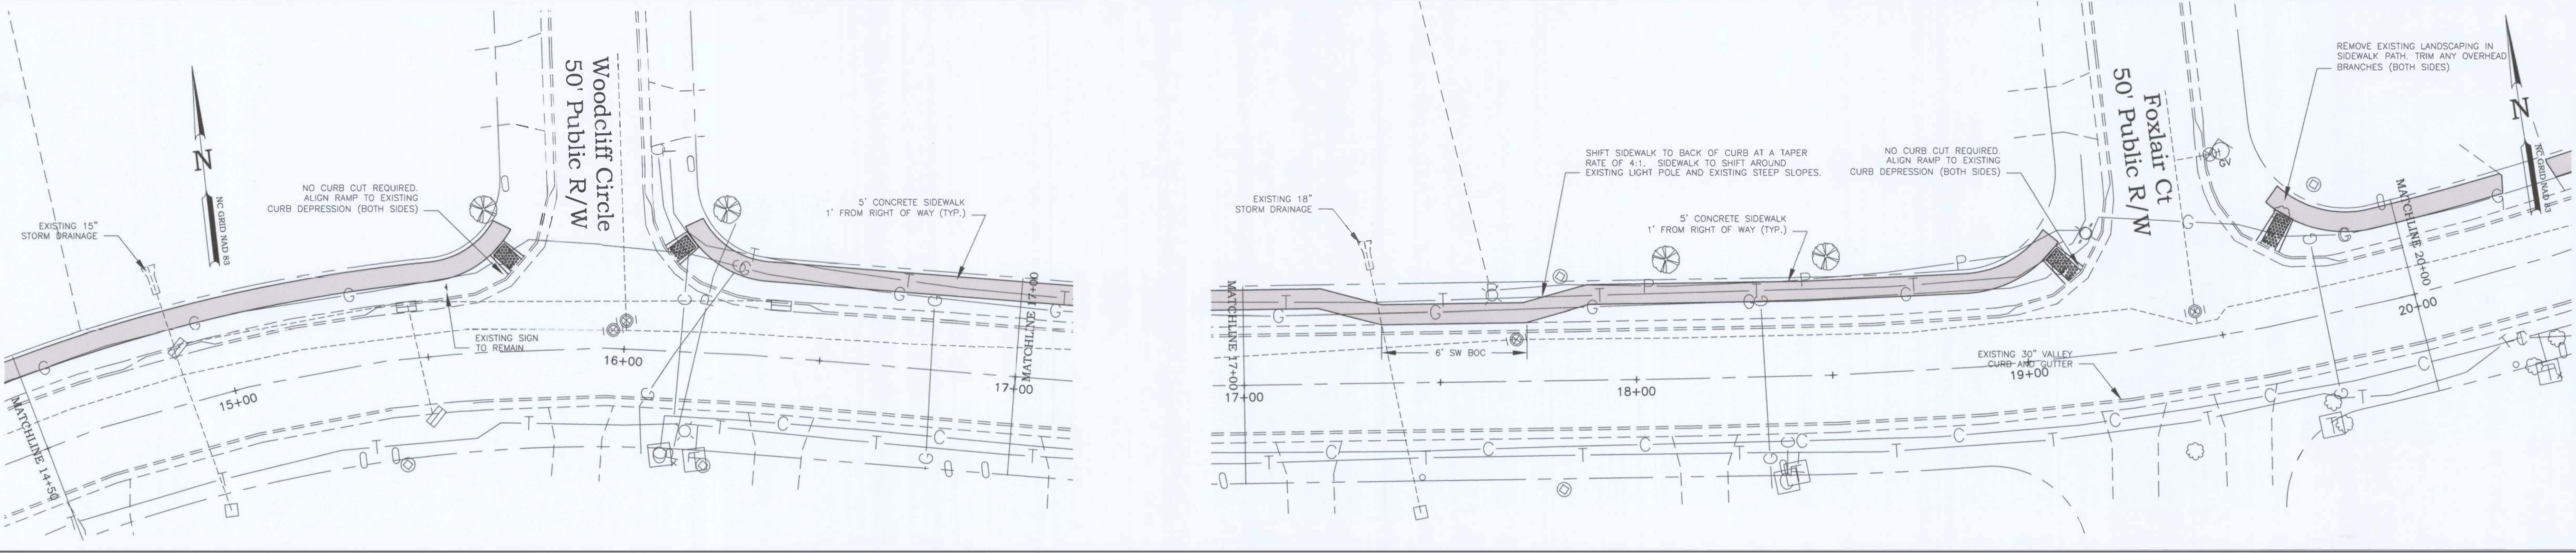 Woodcliff Circle
50' Public R/W
N
NC GRID NAD 83
NO CURB CUT REQUIRED.
ALIGN RAMP TO EXISTING
CURB DEPRESSION (BOTH SIDES)
EXISTING 15"
STORM DRAINAGE
5' CONCRETE SIDEWALK
1' FROM RIGHT OF WAY (TYP.)
EXISTING SIGN
TO REMAIN
MATCHLINE 14+50
15+00
16+00
17+00
MATCHLINE 17+00
Foxlair Ct
50' Public R/W
REMOVE EXISTING LANDSCAPING IN
SIDEWALK PATH. TRIM ANY OVERHEAD
BRANCHES (BOTH SIDES)
N
NC GRID NAD 83
SHIFT SIDEWALK TO BACK OF CURB AT A TAPER
RATE OF 4:1. SIDEWALK TO SHIFT AROUND
EXISTING LIGHT POLE AND EXISTING STEEP SLOPES.
NO CURB CUT REQUIRED.
ALIGN RAMP TO EXISTING
CURB DEPRESSION (BOTH SIDES)
EXISTING 18"
STORM DRAINAGE
5' CONCRETE SIDEWALK
1' FROM RIGHT OF WAY (TYP.)
MATCHLINE 17+00
6' SW BOC
EXISTING 30" VALLEY
CURB AND GUTTER
17+00
18+00
19+00
20+00
MATCHLINE 20+00